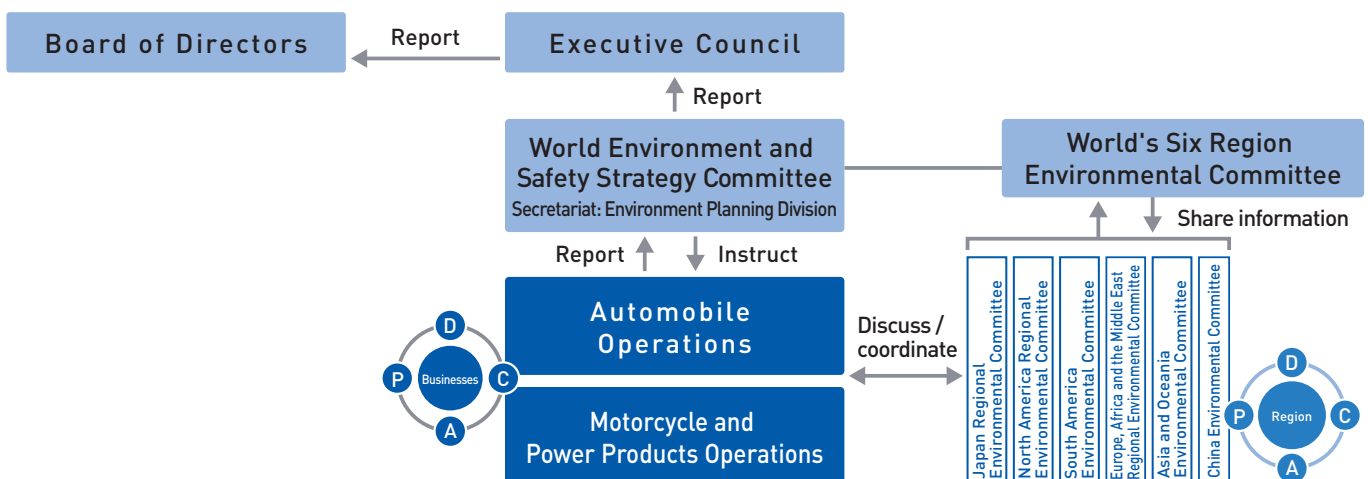 Board of Directors
Report
Executive Council
Report
World Environment and
Safety Strategy Committee
Secretariat: Environment Planning Division
World's Six Region
Environmental Committee
Share information
Report
Instruct
Automobile
Operations
Discuss /
coordinate
Motorcycle and
Power Products Operations
D
P
Businesses
C
A
Japan Regional
Environmental Committee
North America Regional
Environmental Committee
South America
Environmental Committee
Europe, Africa and the Middle East
Regional Environmental Committee
Asia and Oceania
Environmental Committee
China Environmental Committee
D
P
Region
C
A